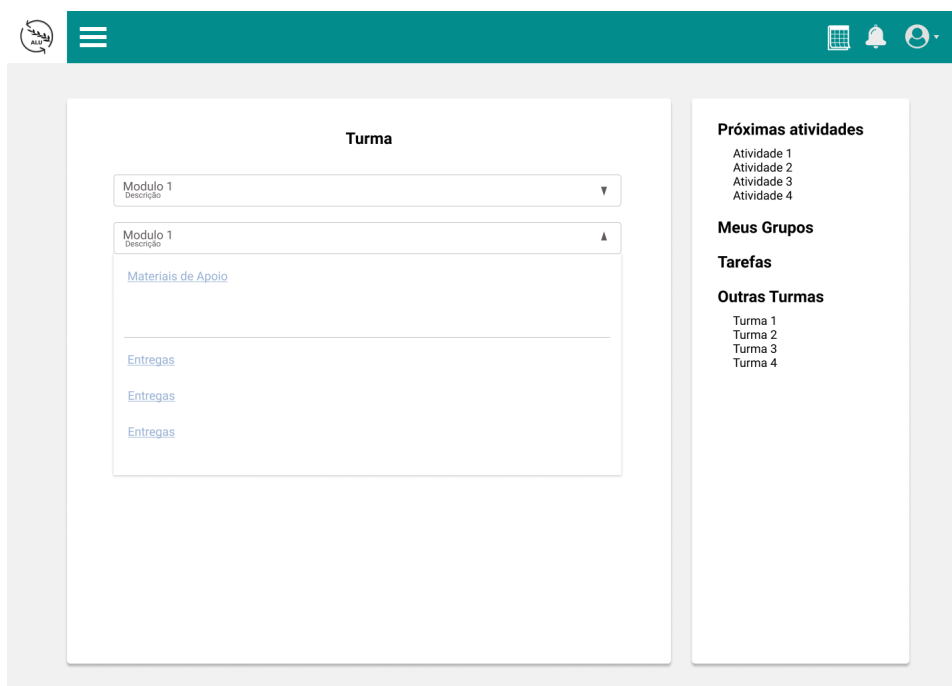 ALU
Turma
Modulo 1
Descrição
Modulo 1
Descrição
Materiais de Apoio
Entregas
Entregas
Entregas
Próximas atividades
Atividade 1
Atividade 2
Atividade 3
Atividade 4
Meus Grupos
Tarefas
Outras Turmas
Turma 1
Turma 2
Turma 3
Turma 4